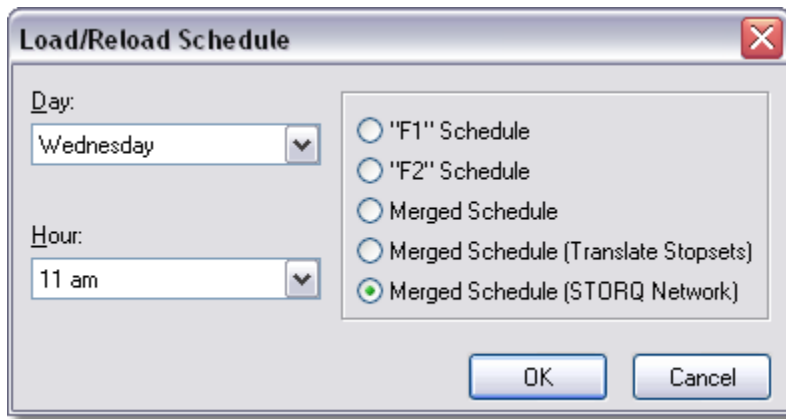 Load/Reload Schedule
Day:
Wednesday
Hour:
11 am
"F1" Schedule
"F2" Schedule
Merged Schedule
Merged Schedule (Translate Stopsets)
Merged Schedule (STORQ Network)
OK
Cancel